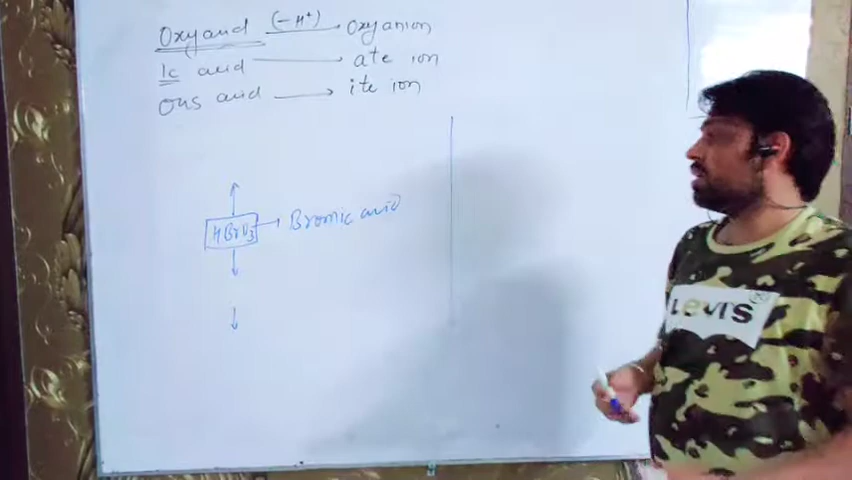 Oxyacid (-H⁺) → Oxyanion
Ic acid → ate ion
ous acid → ite ion
HBrO₃ → Bromic acid
Levi's